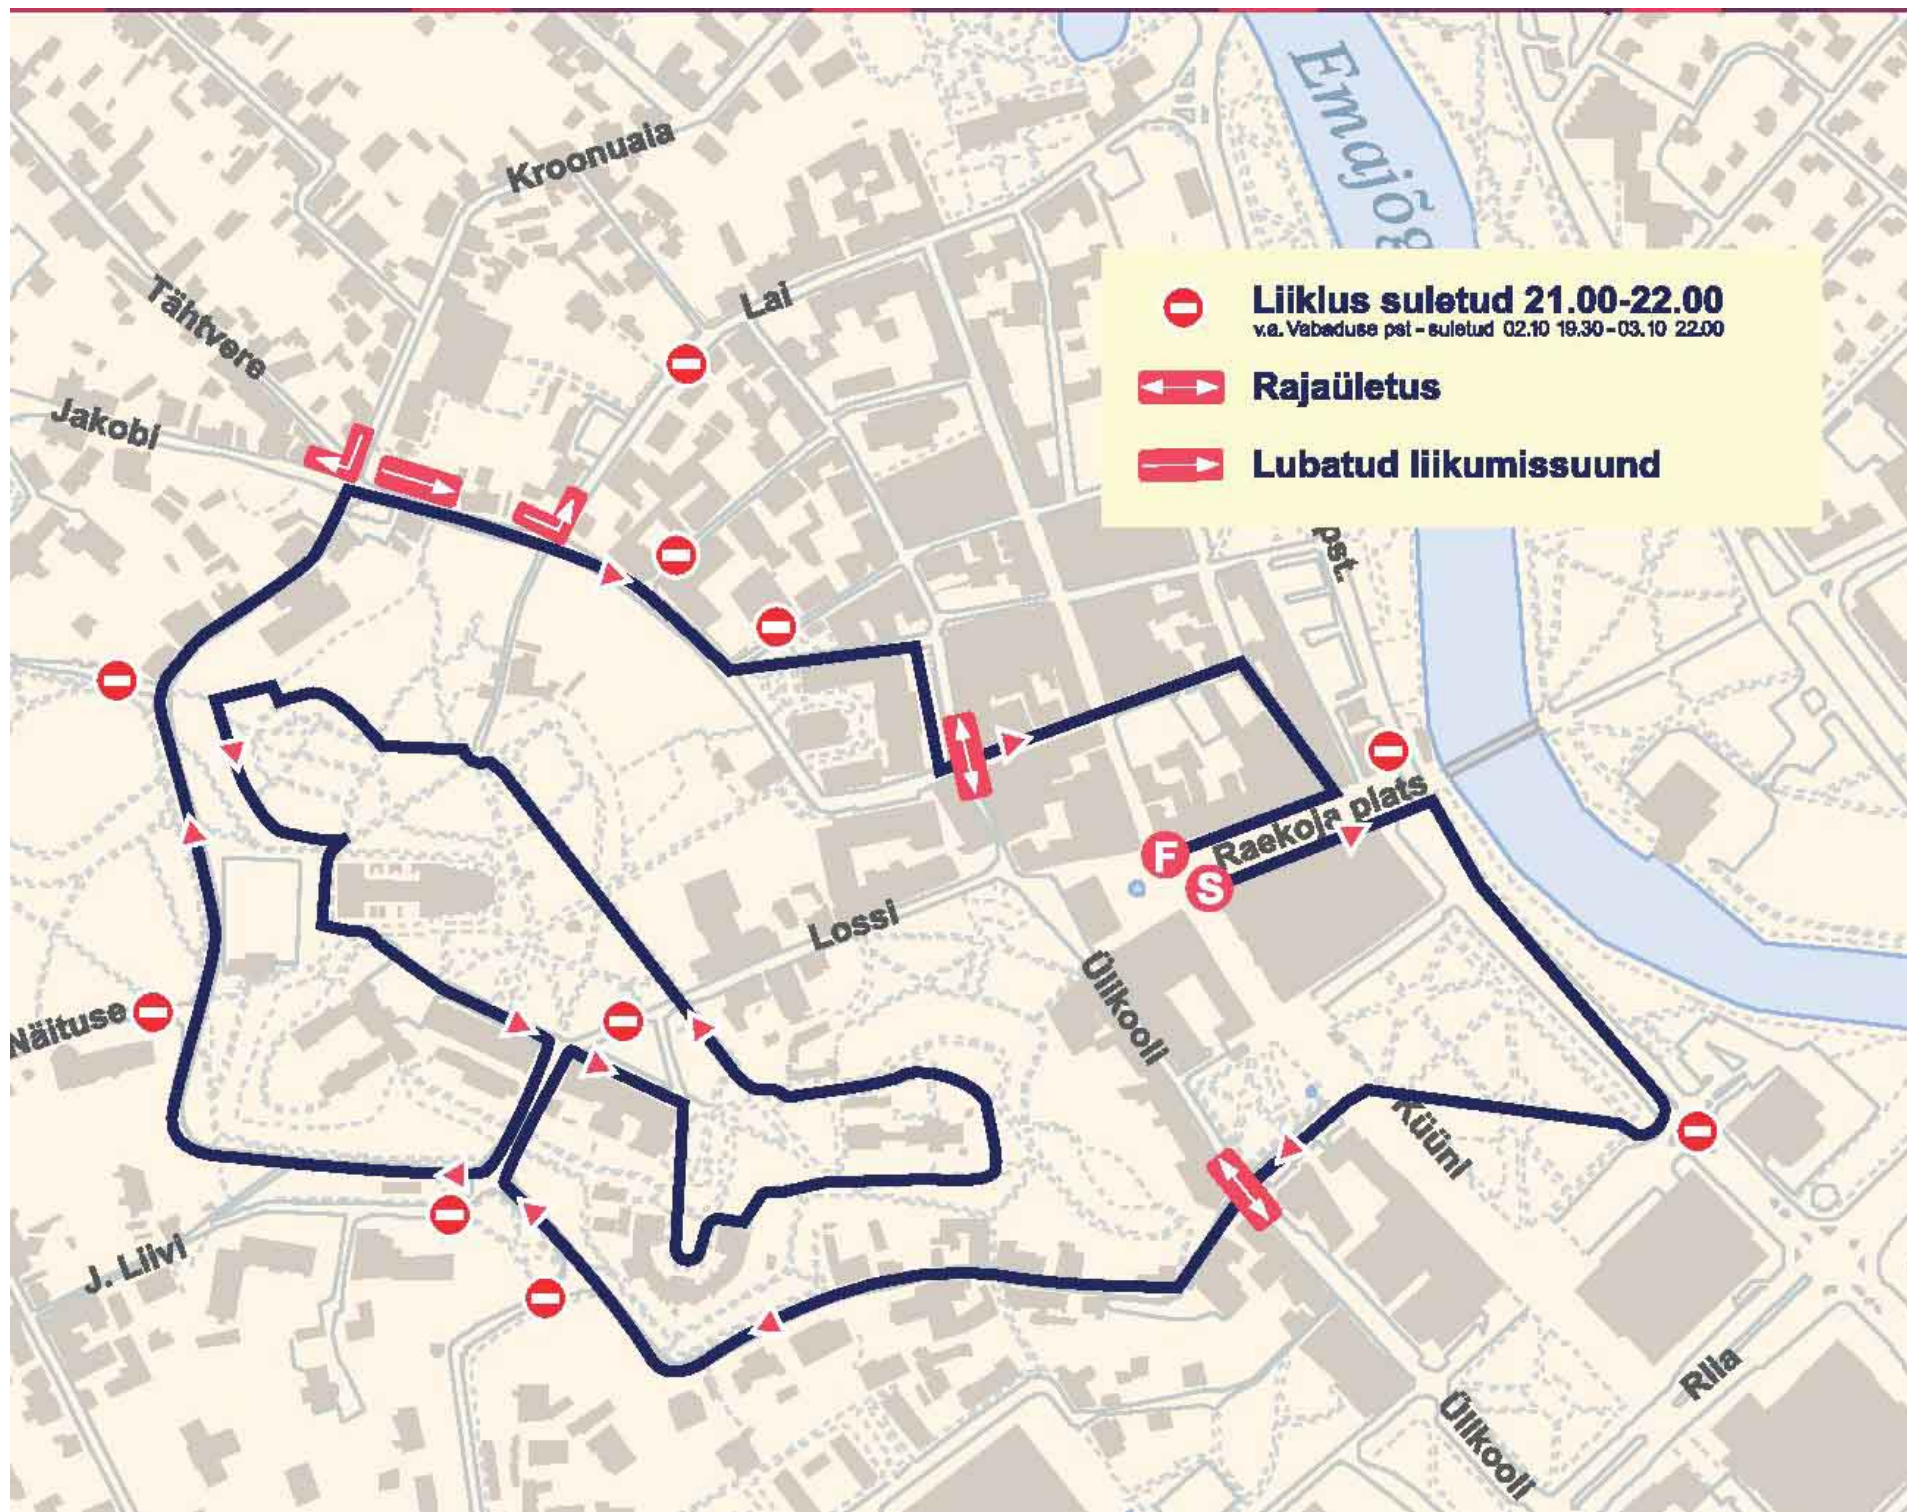 Emajõg
Kroonuaia
Lai
Tähtvere
Jakobi
Liiklus suletud 21.00-22.00
v.a. Vabaduse pst - suletud 02.10 19.30-03.10 22.00
Rajaületus
Lubatud liikumissuund
pst.
Raekoja plats
F
S
Lossi
Ülikooli
Näituse
Küüni
J. Liivi
Riia
Ülikooli